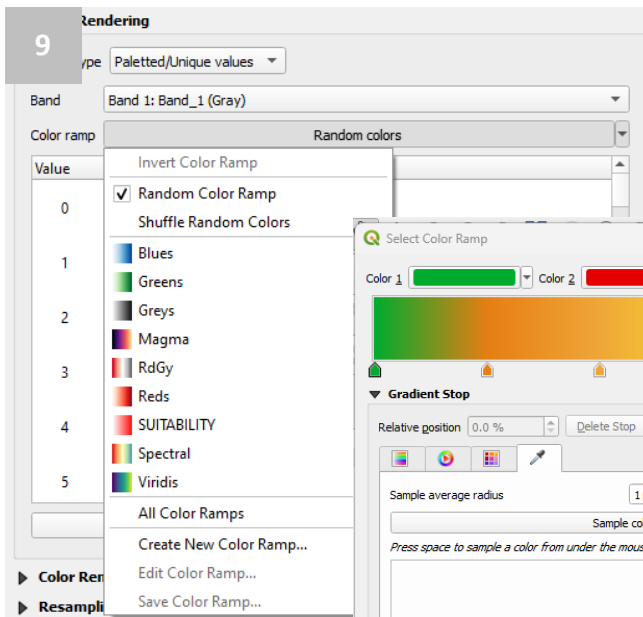 9
Rendering
ype Paletted/Unique values
Band Band 1: Band_1 (Gray)
Color ramp Random colors
Value
0
1
2
3
4
5
Invert Color Ramp
Random Color Ramp
Shuffle Random Colors
Blues
Greens
Greys
Magma
RdGy
Reds
SUITABILITY
Spectral
Viridis
All Color Ramps
Create New Color Ramp...
Edit Color Ramp...
Save Color Ramp...
Color Ren
Resampli
Select Color Ramp
Color 1 Color 2
Gradient Stop
Relative position 0.0 % Delete Stop
Sample average radius 1
Sample co
Press space to sample a color from under the mous